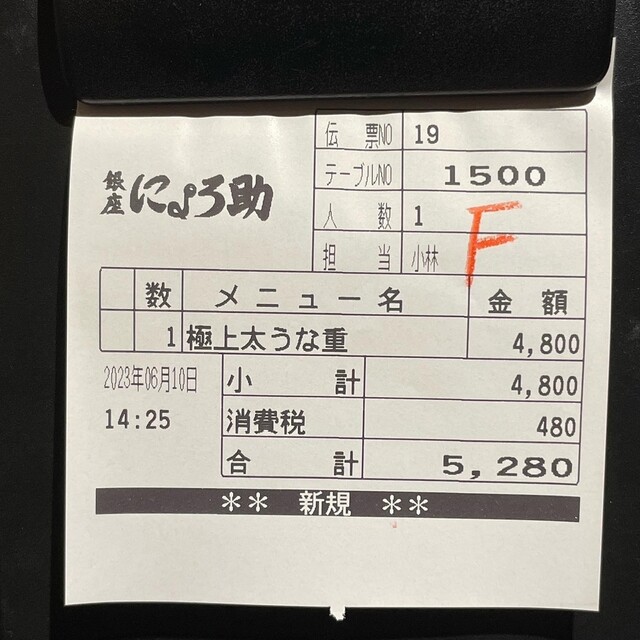 銀座 にょろ助
伝票NO 19
テーブルNO 1500
人数 1
担当 小林
F
数 メニュー名 金額
1 極上太うな重 4,800
2023年06月10日
14:25
小計 4,800
消費税 480
合計 5,280
** 新規 **